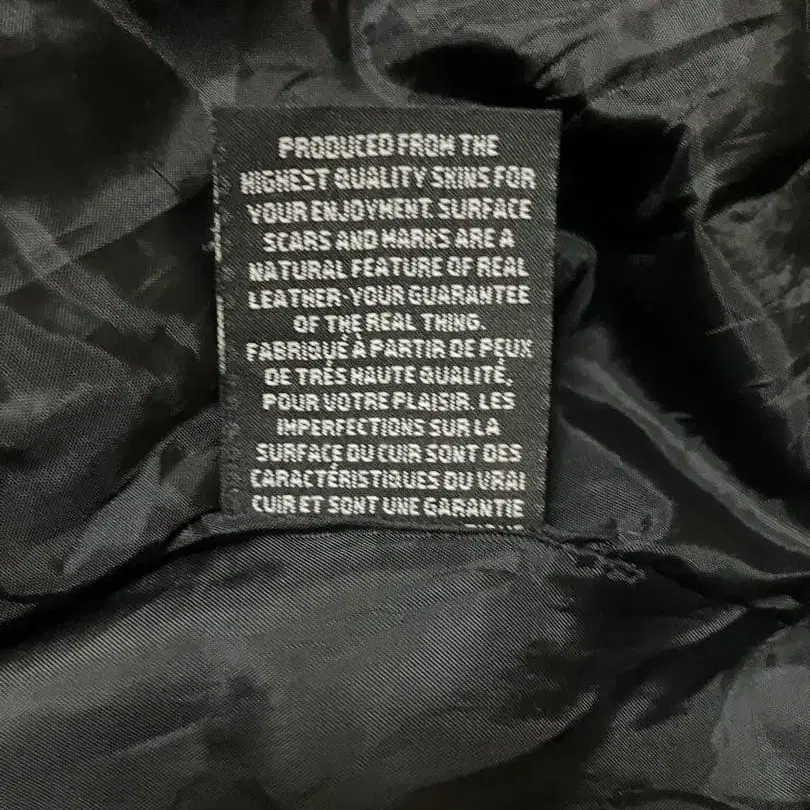 PRODUCED FROM THE
HIGHEST QUALITY SKINS FOR
YOUR ENJOYMENT. SURFACE
SCARS AND MARKS ARE A
NATURAL FEATURE OF REAL
LEATHER-YOUR GUARANTEE
OF THE REAL THING.
FABRIQUÉ À PARTIR DE PEUX
DE TRÉS HAUTE QUALITÉ,
POUR VOTRE PLAISIR. LES
IMPERFECTIONS SUR LA
SURFACE DU CUIR SONT DES
CARACTÉRISTIQUES DU VRAI
CUIR ET SONT UNE GARANTIE